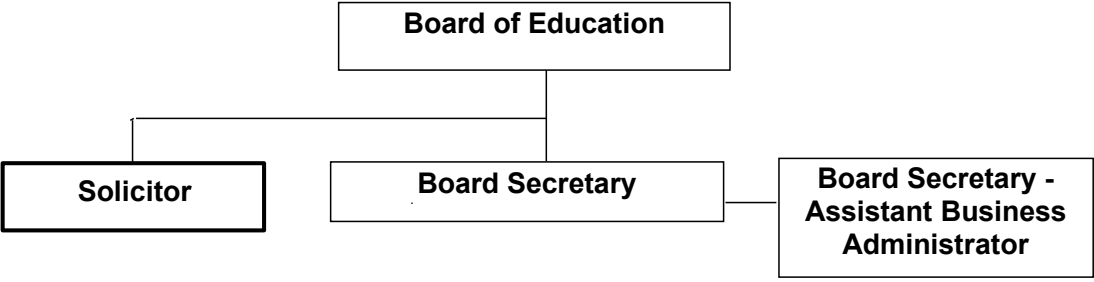 Board of Education
Solicitor
Board Secretary
Board Secretary -
Assistant Business
Administrator